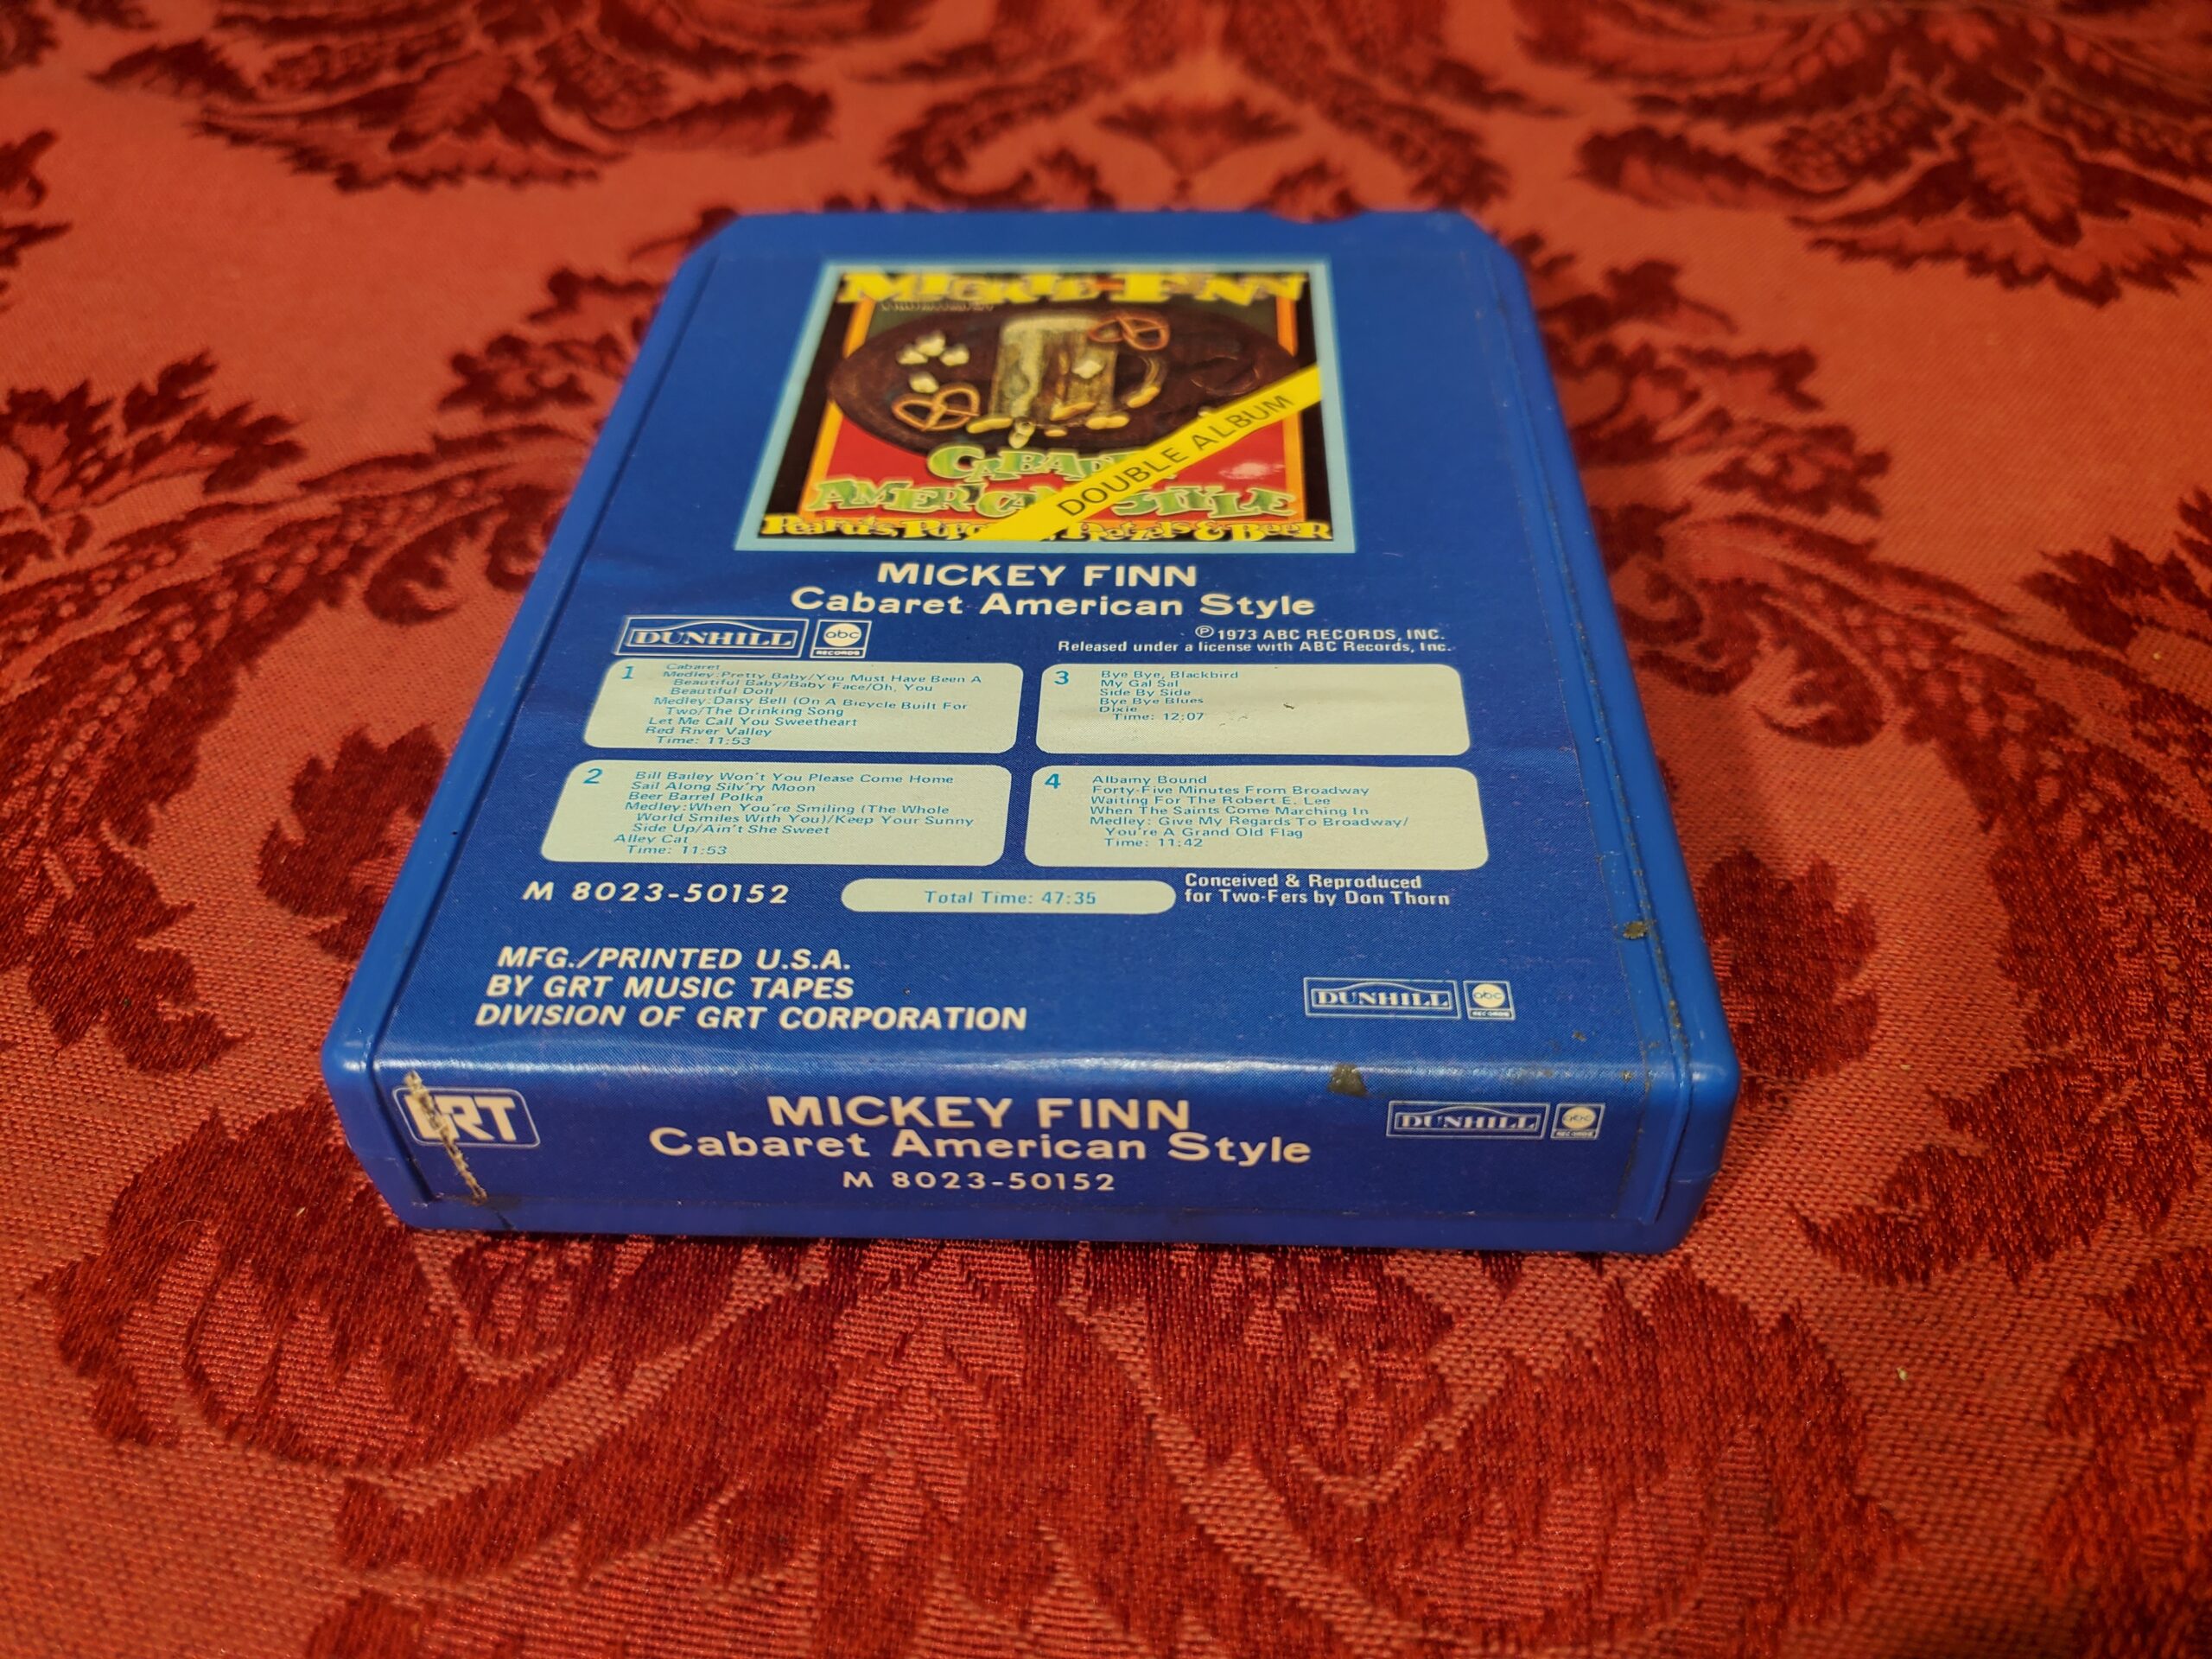 MICKIE FINN
CABARET
AMERICAN STYLE
DOUBLE ALBUM
Peanuts Pretzels & Beer
MICKEY FINN
Cabaret American Style
DUNHILL abc RECORDS
℗ 1973 ABC RECORDS, INC.
Released under a license with ABC Records, Inc.
1 Cabaret
Medley: Pretty Baby/You Must Have Been A
Beautiful Baby/Baby Face/Oh, You
Beautiful Doll
Medley: Daisy Bell (On A Bicycle Built For
Two/The Drinking Song
Let Me Call You Sweetheart
Red River Valley
Time: 11:53
2 Bill Bailey Won't You Please Come Home
Sail Along Silv'ry Moon
Beer Barrel Polka
Medley: When You're Smiling (The Whole
World Smiles With You)/Keep Your Sunny
Side Up/Ain't She Sweet
Alley Cat
Time: 11:53
3 Bye Bye, Blackbird
My Gal Sal
Side By Side
Bye Bye Blues
Dixie
Time: 12:07
4 Albamy Bound
Forty-Five Minutes From Broadway
Waiting For The Robert E. Lee
When The Saints Come Marching In
Medley: Give My Regards To Broadway/
You're A Grand Old Flag
Time: 11:42
M 8023-50152
Total Time: 47:35
Conceived & Reproduced
for Two-Fers by Don Thorn
MFG./PRINTED U.S.A.
BY GRT MUSIC TAPES
DIVISION OF GRT CORPORATION
DUNHILL abc RECORDS
GRT
MICKEY FINN
Cabaret American Style
M 8023-50152
DUNHILL abc RECORDS